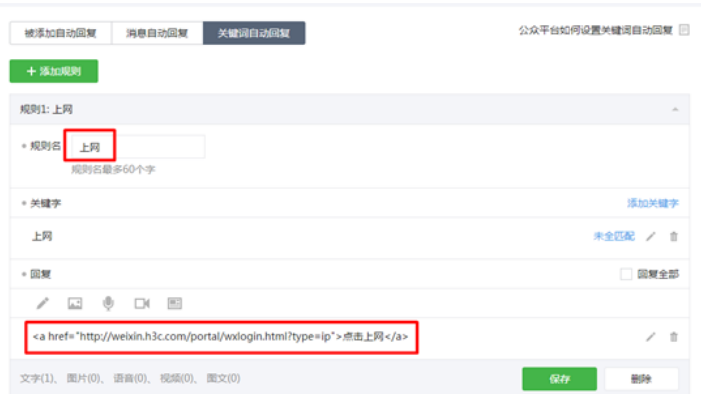 被添加自动回复 消息自动回复 关键词自动回复 公众平台如何设置关键词自动回复
+ 添加规则
规则1: 上网
规则名 上网
规则名最多60个字
关键字 添加关键字
上网 未全匹配
回复 回复全部
<a href="http://weixin.h3c.com/portal/wxlogin.html?type=ip">点击上网</a>
文字(1)、 图片(0)、 语音(0)、 视频(0)、 图文(0) 保存 删除